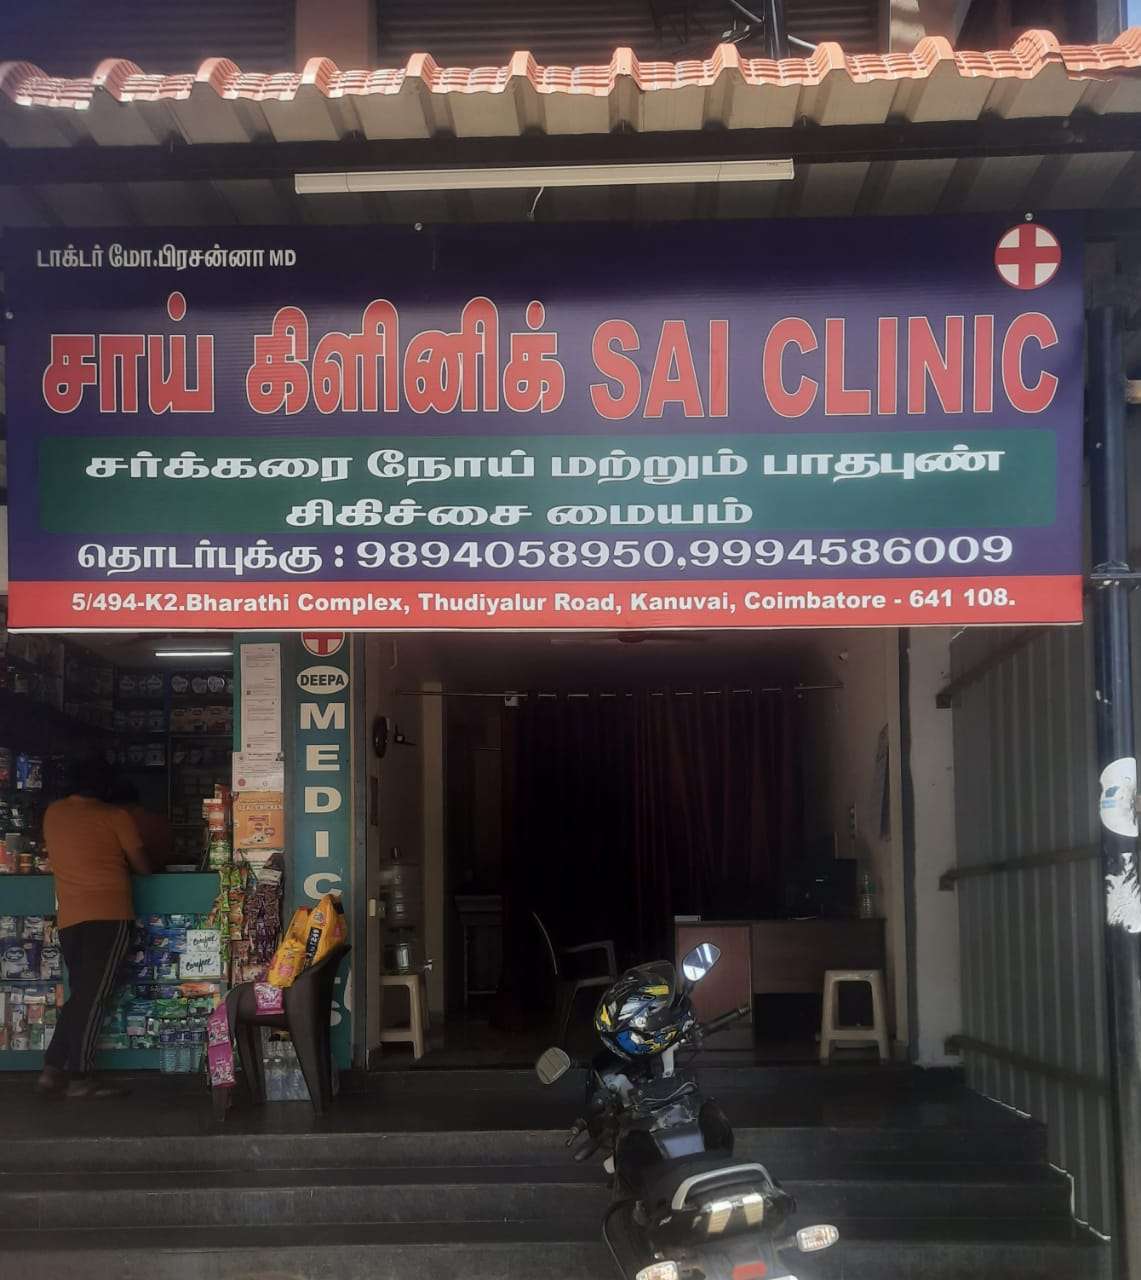 டாக்டர் மோ.பிரசன்னா MD
சாய் கிளினிக் SAI CLINIC
சர்க்கரை நோய் மற்றும் பாதபுண்
சிகிச்சை மையம்
தொடர்புக்கு : 9894058950,9994586009
5/494-K2.Bharathi Complex, Thudiyalur Road, Kanuvai, Coimbatore - 641 108.
DEEPA
MEDICS